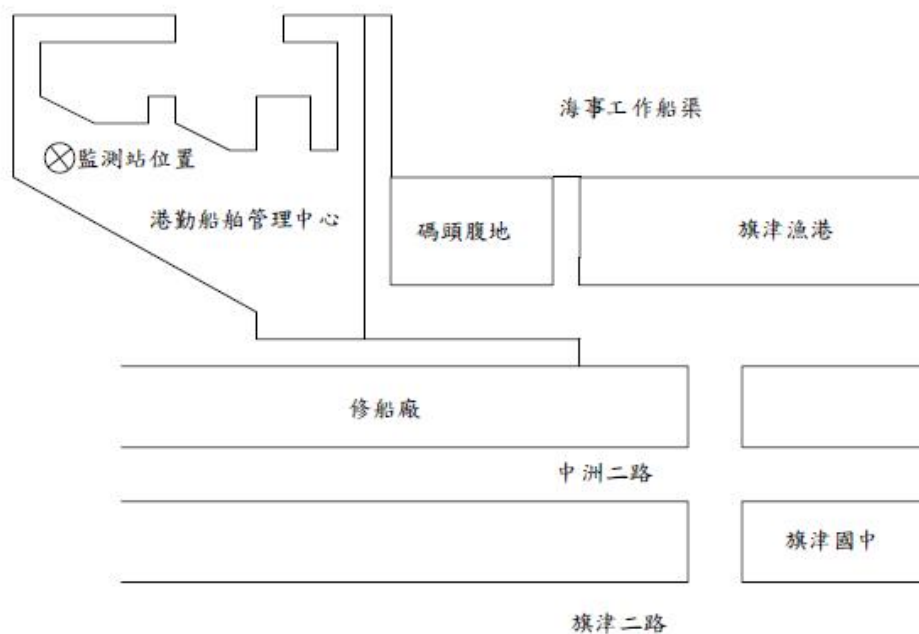 海事工作船渠
監測站位置
港勤船舶管理中心
碼頭腹地
旗津漁港
修船廠
中洲二路
旗津國中
旗津二路